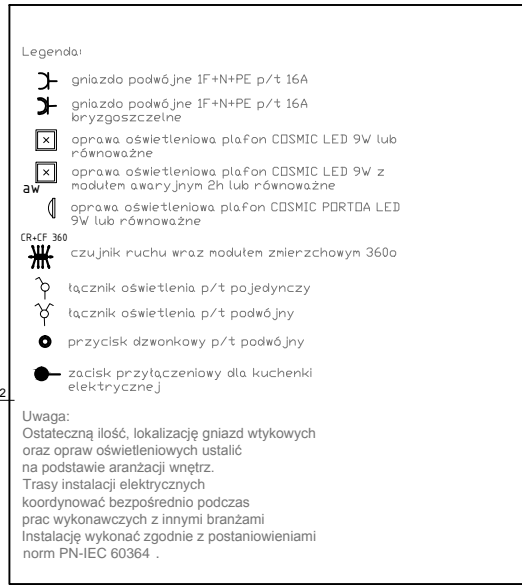 Legenda:
gniazdo podwójne 1F+N+PE p/t 16A
gniazdo podwójne 1F+N+PE p/t 16A
bryzgoszczelne
oprawa oświetleniowa plafon COSMIC LED 9W lub
równoważne
oprawa oświetleniowa plafon COSMIC LED 9W z
aw
modułem awaryjnym 2h lub równoważne
oprawa oświetleniowa plafon COSMIC PORTOA LED
9W lub równoważne
CR+CF 360
czujnik ruchu wraz modułem zmierzchowym 360o
łącznik oświetlenia p/t pojedynczy
łącznik oświetlenia p/t podwójny
przycisk dzwonkowy p/t podwójny
zacisk przyłączeniowy dla kuchenki
elektrycznej
2
Uwaga:
Ostateczną ilość, lokalizację gniazd wtykowych
oraz opraw oświetleniowych ustalić
na podstawie aranżacji wnętrz.
Trasy instalacji elektrycznych
koordynować bezpośrednio podczas
prac wykonawczych z innymi branżami
Instalację wykonać zgodnie z postaniowieniami
norm PN-IEC 60364 .